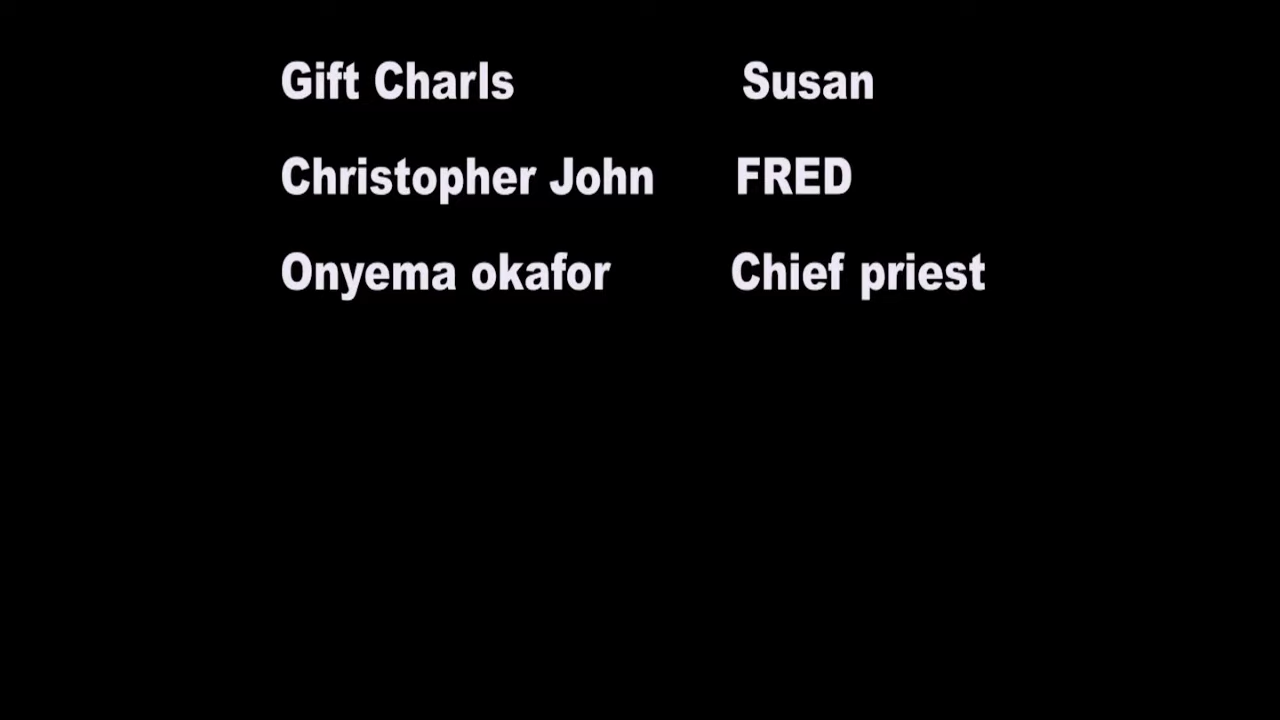 Gift Charls Susan
Christopher John FRED
Onyema okafor Chief priest